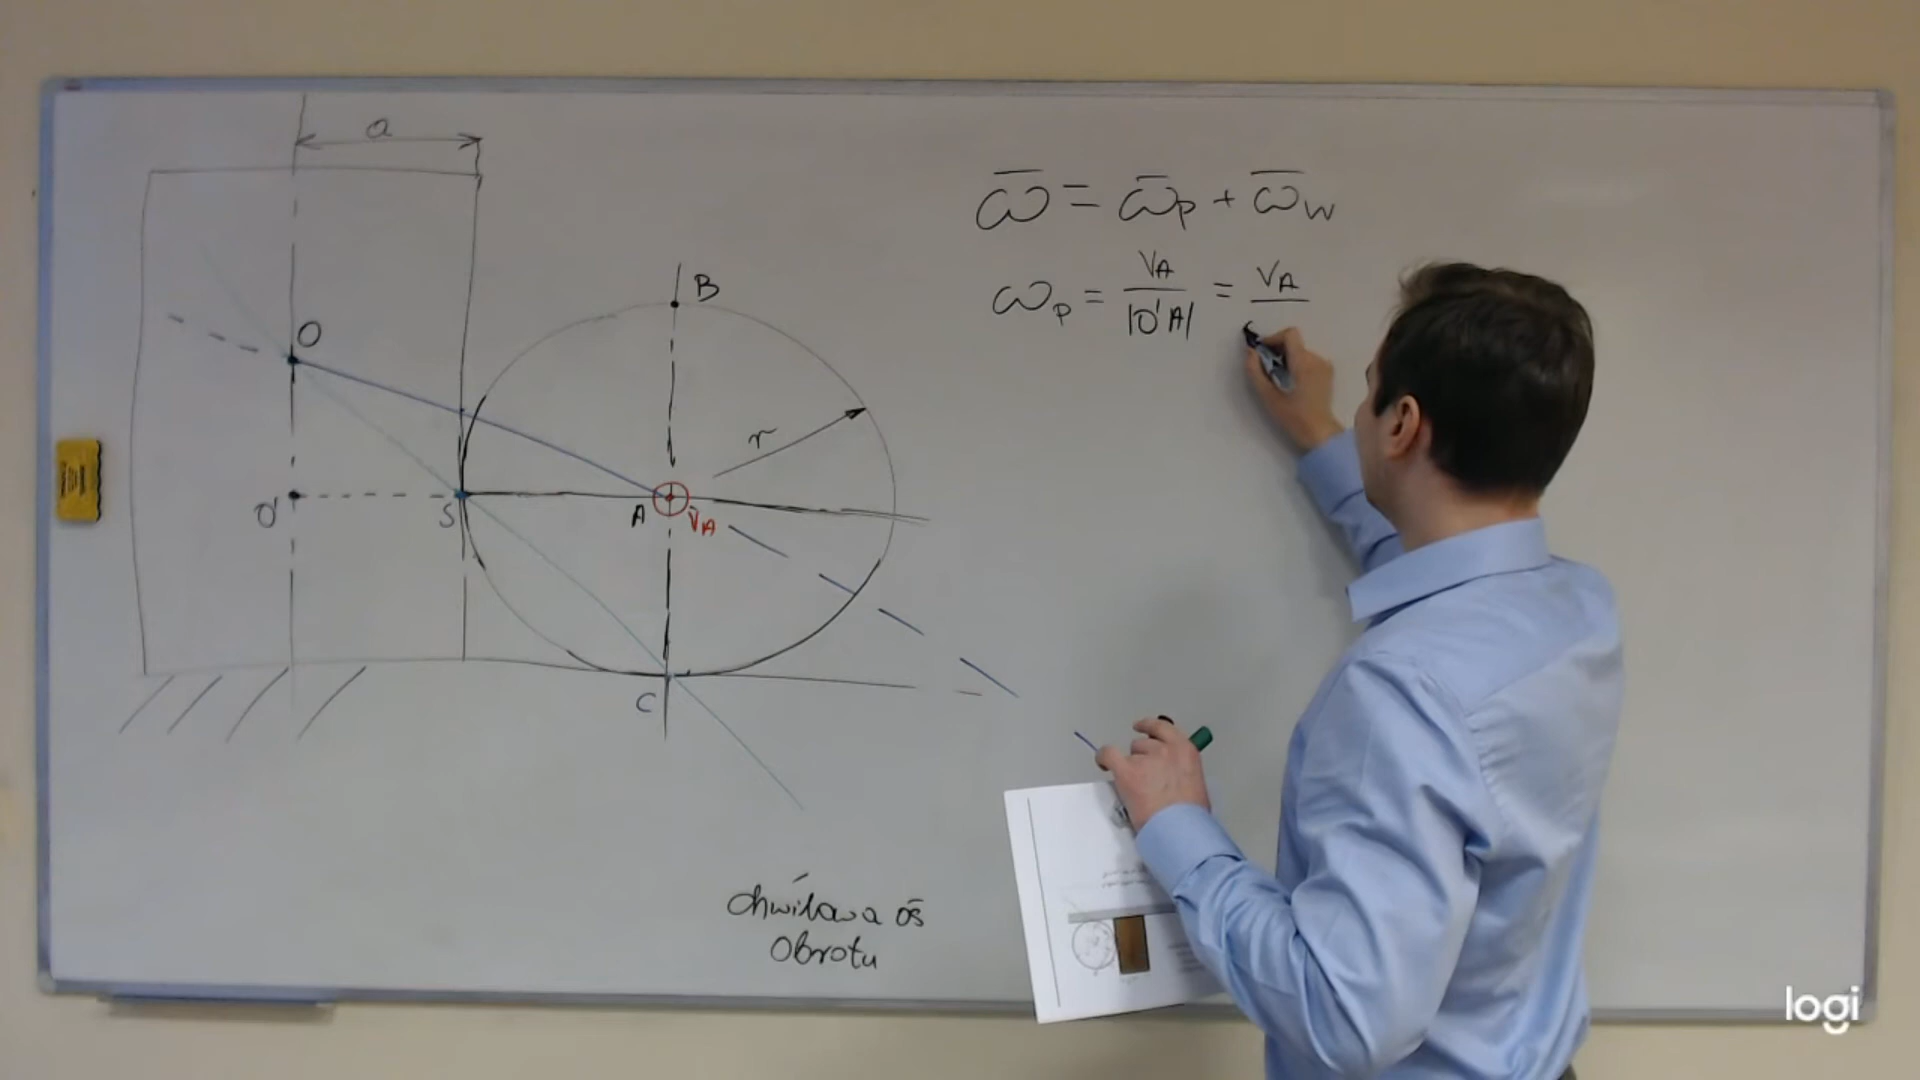 a
ω̅ = ω̅p + ω̅w
ωp = VA / |O'A| = VA /
B
O
r
O'
S
A
V̅A
C
Chwilowa oś
Obrotu
logi